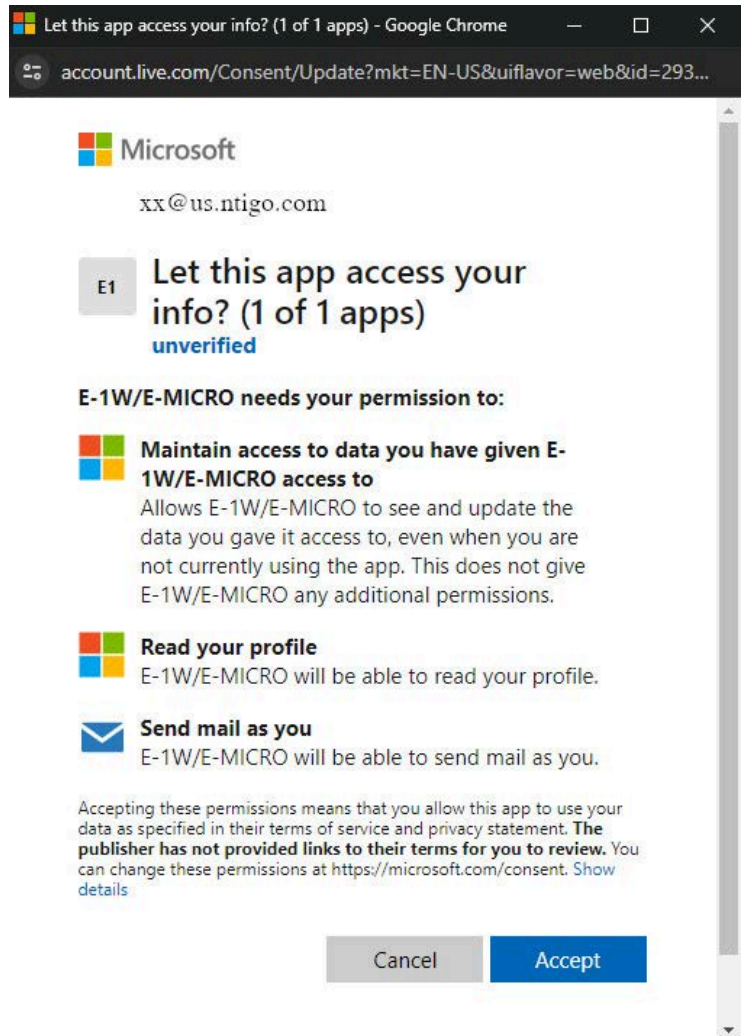 Let this app access your info? (1 of 1 apps) - Google Chrome
account.live.com/Consent/Update?mkt=EN-US&uiflavor=web&id=293...
Microsoft
xx@us.ntigo.com
E1
Let this app access your
info? (1 of 1 apps)
unverified
E-1W/E-MICRO needs your permission to:
Maintain access to data you have given E-
1W/E-MICRO access to
Allows E-1W/E-MICRO to see and update the
data you gave it access to, even when you are
not currently using the app. This does not give
E-1W/E-MICRO any additional permissions.
Read your profile
E-1W/E-MICRO will be able to read your profile.
Send mail as you
E-1W/E-MICRO will be able to send mail as you.
Accepting these permissions means that you allow this app to use your
data as specified in their terms of service and privacy statement. The
publisher has not provided links to their terms for you to review. You
can change these permissions at https://microsoft.com/consent. Show
details
Cancel
Accept